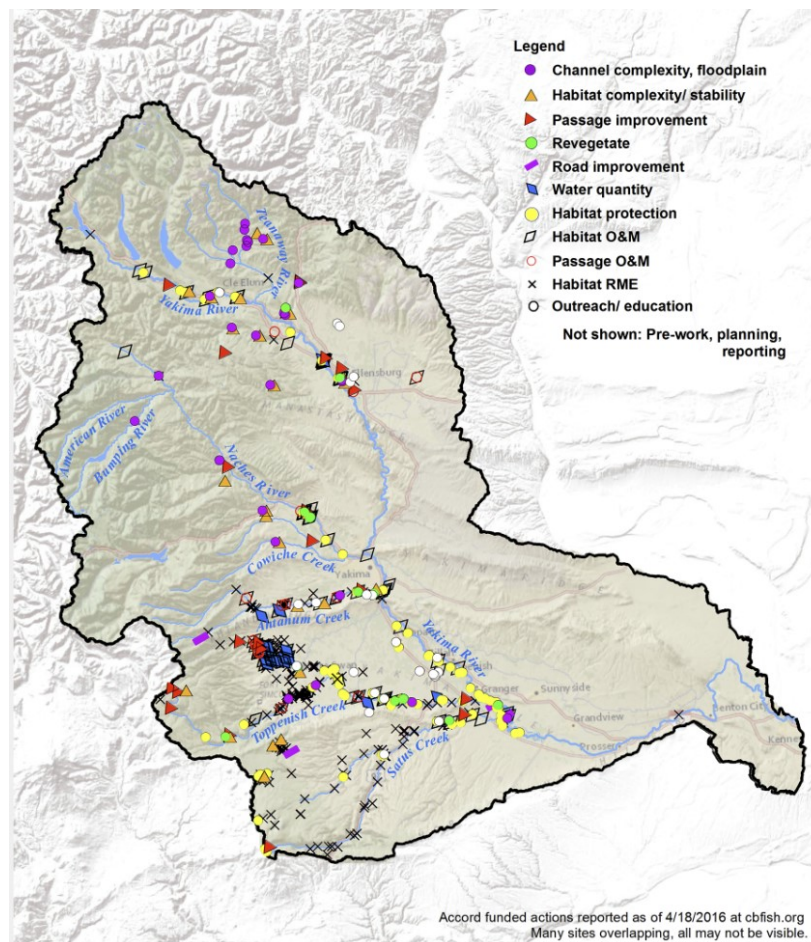 Legend
Channel complexity, floodplain
Habitat complexity/ stability
Passage improvement
Revegetate
Road improvement
Water quantity
Habitat protection
Habitat O&M
Passage O&M
Habitat RME
Outreach/ education
Not shown: Pre-work, planning,
reporting
Teanaway River
Cle Elum
Yakima River
Ellensburg
American River
Bumping River
Naches River
Cowiche Creek
Yakima
Ahtanum Creek
Yakima River
Granger
Sunnyside
Toppenish Creek
Grandview
Satus Creek
Prosser
Benton City
Kenne
Accord funded actions reported as of 4/18/2016 at cbfish.org
Many sites overlapping, all may not be visible.